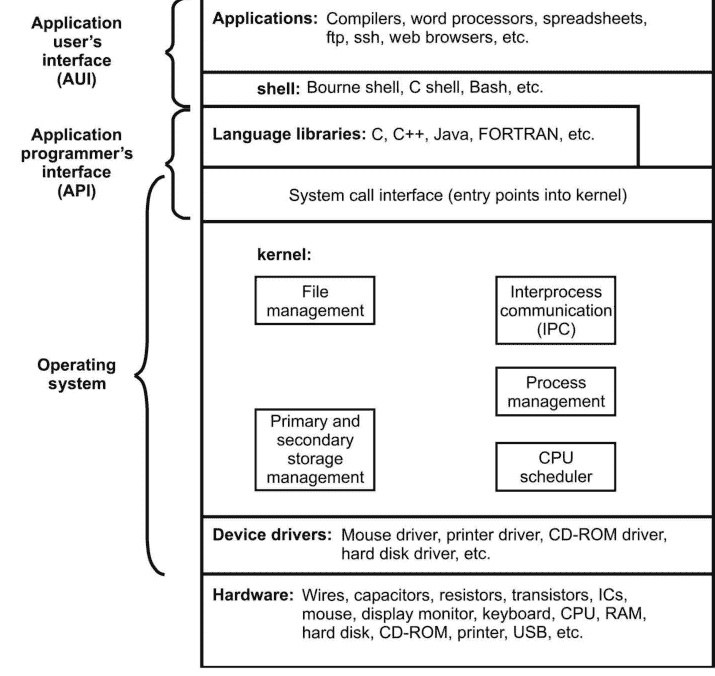 Application
user's
interface
(AUI)
Applications: Compilers, word processors, spreadsheets,
ftp, ssh, web browsers, etc.
shell: Bourne shell, C shell, Bash, etc.
Application
programmer's
interface
(API)
Language libraries: C, C++, Java, FORTRAN, etc.
System call interface (entry points into kernel)
Operating
system
kernel:
File
management
Interprocess
communication
(IPC)
Process
management
Primary and
secondary
storage
management
CPU
scheduler
Device drivers: Mouse driver, printer driver, CD-ROM driver,
hard disk driver, etc.
Hardware: Wires, capacitors, resistors, transistors, ICs,
mouse, display monitor, keyboard, CPU, RAM,
hard disk, CD-ROM, printer, USB, etc.